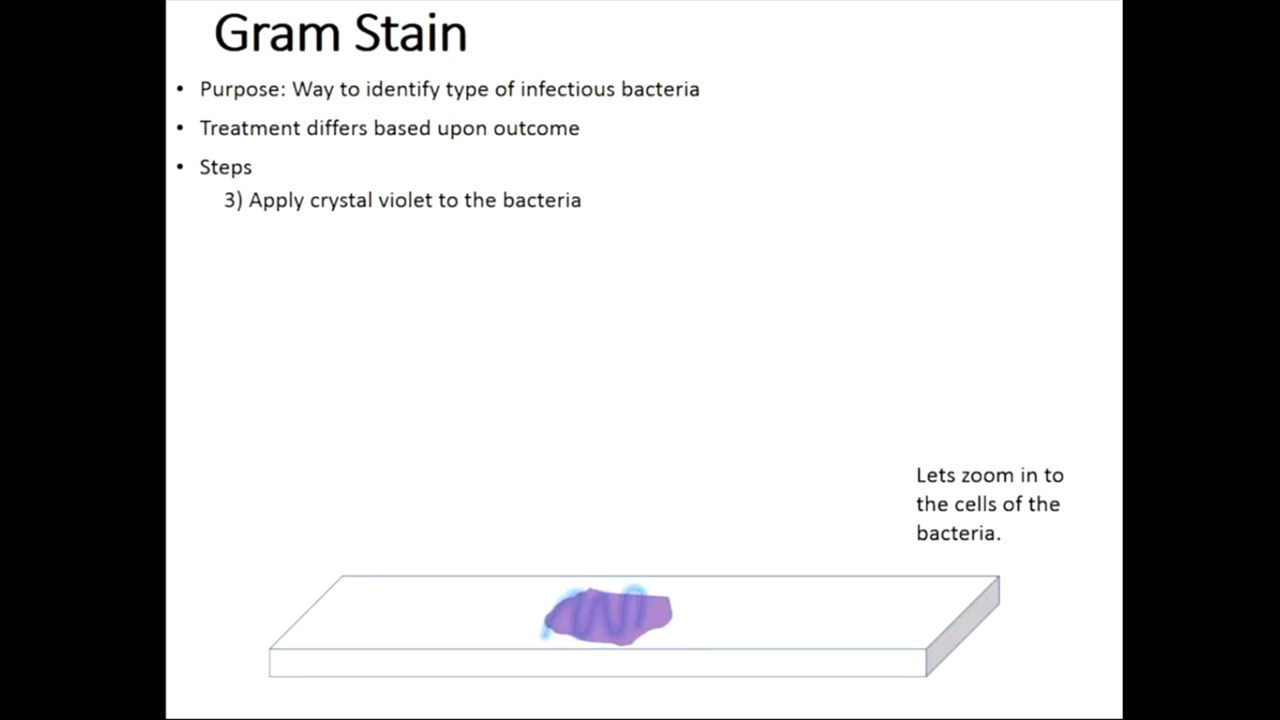 Gram Stain
• Purpose: Way to identify type of infectious bacteria
• Treatment differs based upon outcome
• Steps
3) Apply crystal violet to the bacteria
Lets zoom in to
the cells of the
bacteria.